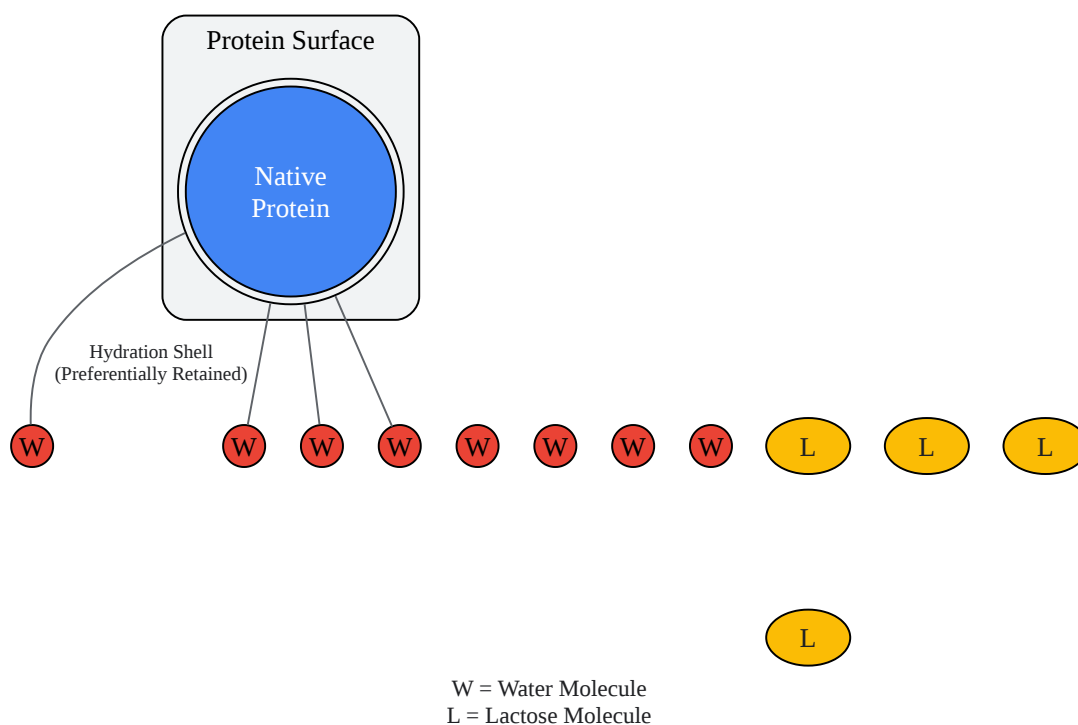 Protein Surface
Native
Protein
Hydration Shell
(Preferentially Retained)
W W W W W W W W L L L
L
W = Water Molecule
L = Lactose Molecule